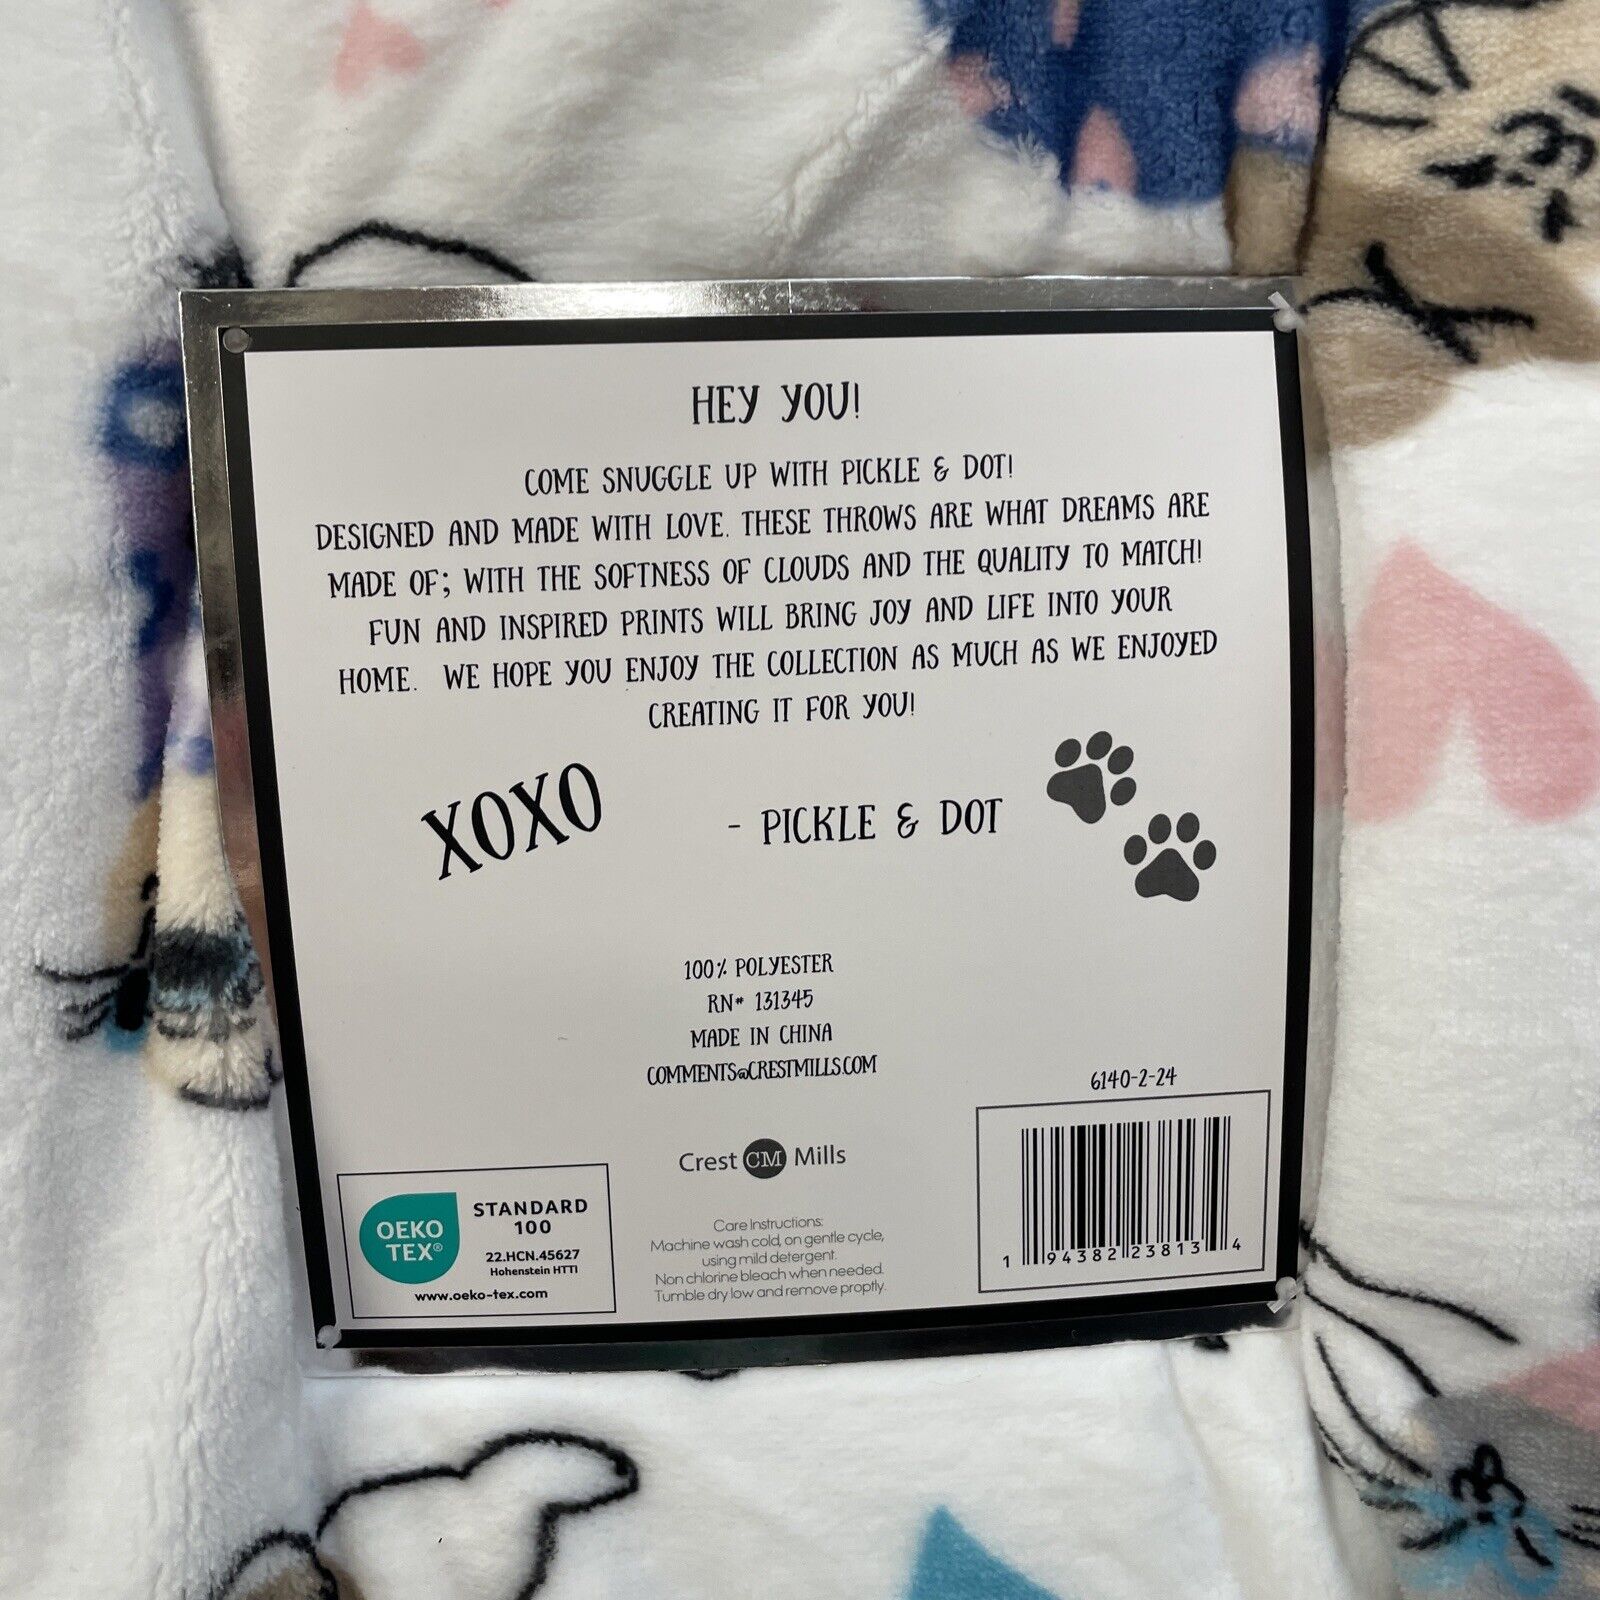 HEY YOU!
COME SNUGGLE UP WITH PICKLE & DOT!
DESIGNED AND MADE WITH LOVE. THESE THROWS ARE WHAT DREAMS ARE
MADE OF; WITH THE SOFTNESS OF CLOUDS AND THE QUALITY TO MATCH!
FUN AND INSPIRED PRINTS WILL BRING JOY AND LIFE INTO YOUR
HOME. WE HOPE YOU ENJOY THE COLLECTION AS MUCH AS WE ENJOYED
CREATING IT FOR YOU!
XOXO
- PICKLE & DOT
100% POLYESTER
RN# 131345
MADE IN CHINA
COMMENTS@CRESTMILLS.COM
Crest CM Mills
Care Instructions:
Machine wash cold, on gentle cycle,
using mild detergent.
Non chlorine bleach when needed.
Tumble dry low and remove proptly.
OEKO
TEX®
STANDARD
100
22.HCN.45627
Hohenstein HTTI
www.oeko-tex.com
6140-2-24
1 94382 23813 4